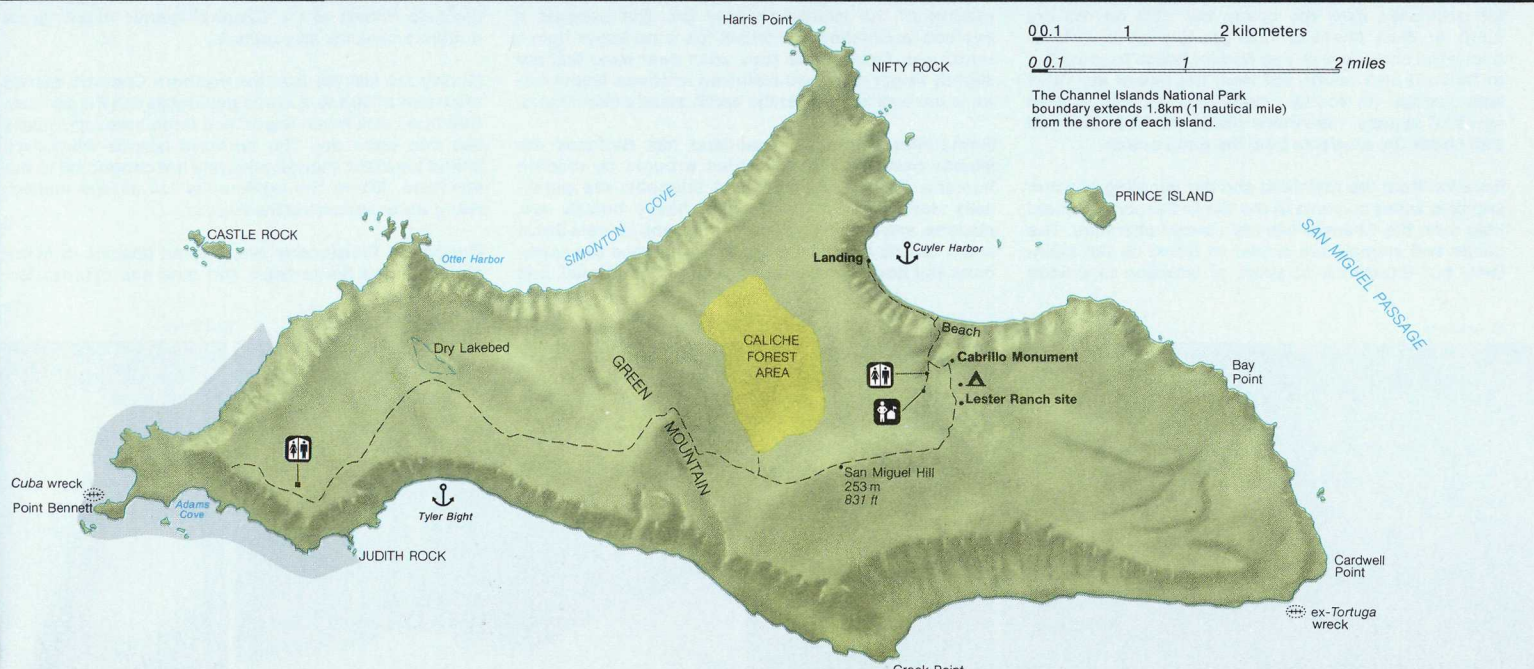 Harris Point
NIFTY ROCK
0 0.1 1 2 kilometers
0 0.1 1 2 miles
The Channel Islands National Park
boundary extends 1.8km (1 nautical mile)
from the shore of each island.
PRINCE ISLAND
SAN MIGUEL PASSAGE
CASTLE ROCK
Otter Harbor
SIMONTON COVE
Landing
Cuyler Harbor
Beach
Cabrillo Monument
Lester Ranch site
Bay
Point
CALICHE
FOREST
AREA
Dry Lakebed
GREEN
MOUNTAIN
San Miguel Hill
253 m
831 ft
Cuba wreck
Point Bennett
Adams
Cove
Tyler Bight
JUDITH ROCK
Cardwell
Point
ex-Tortuga
wreck